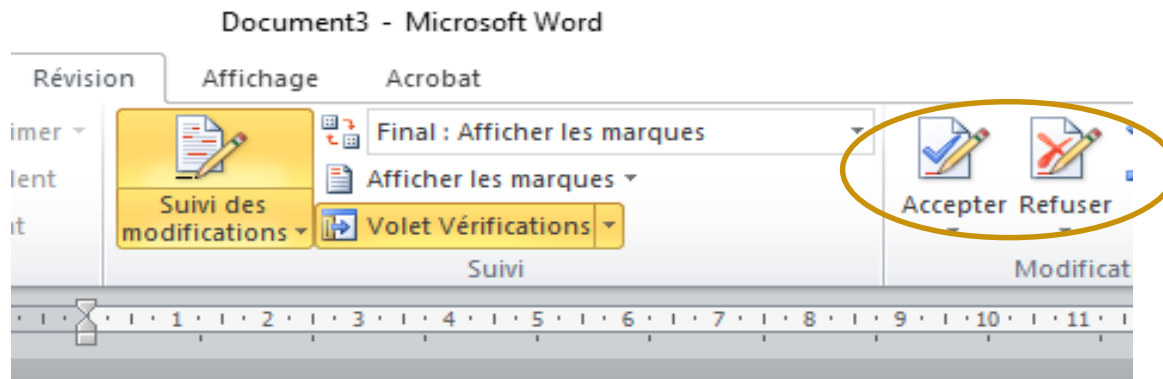 Document3 - Microsoft Word
Révision Affichage Acrobat
Final : Afficher les marques
Afficher les marques
Suivi des
modifications
Volet Vérifications
Accepter Refuser
Suivi
1 2 3 4 5 6 7 8 9 10 11